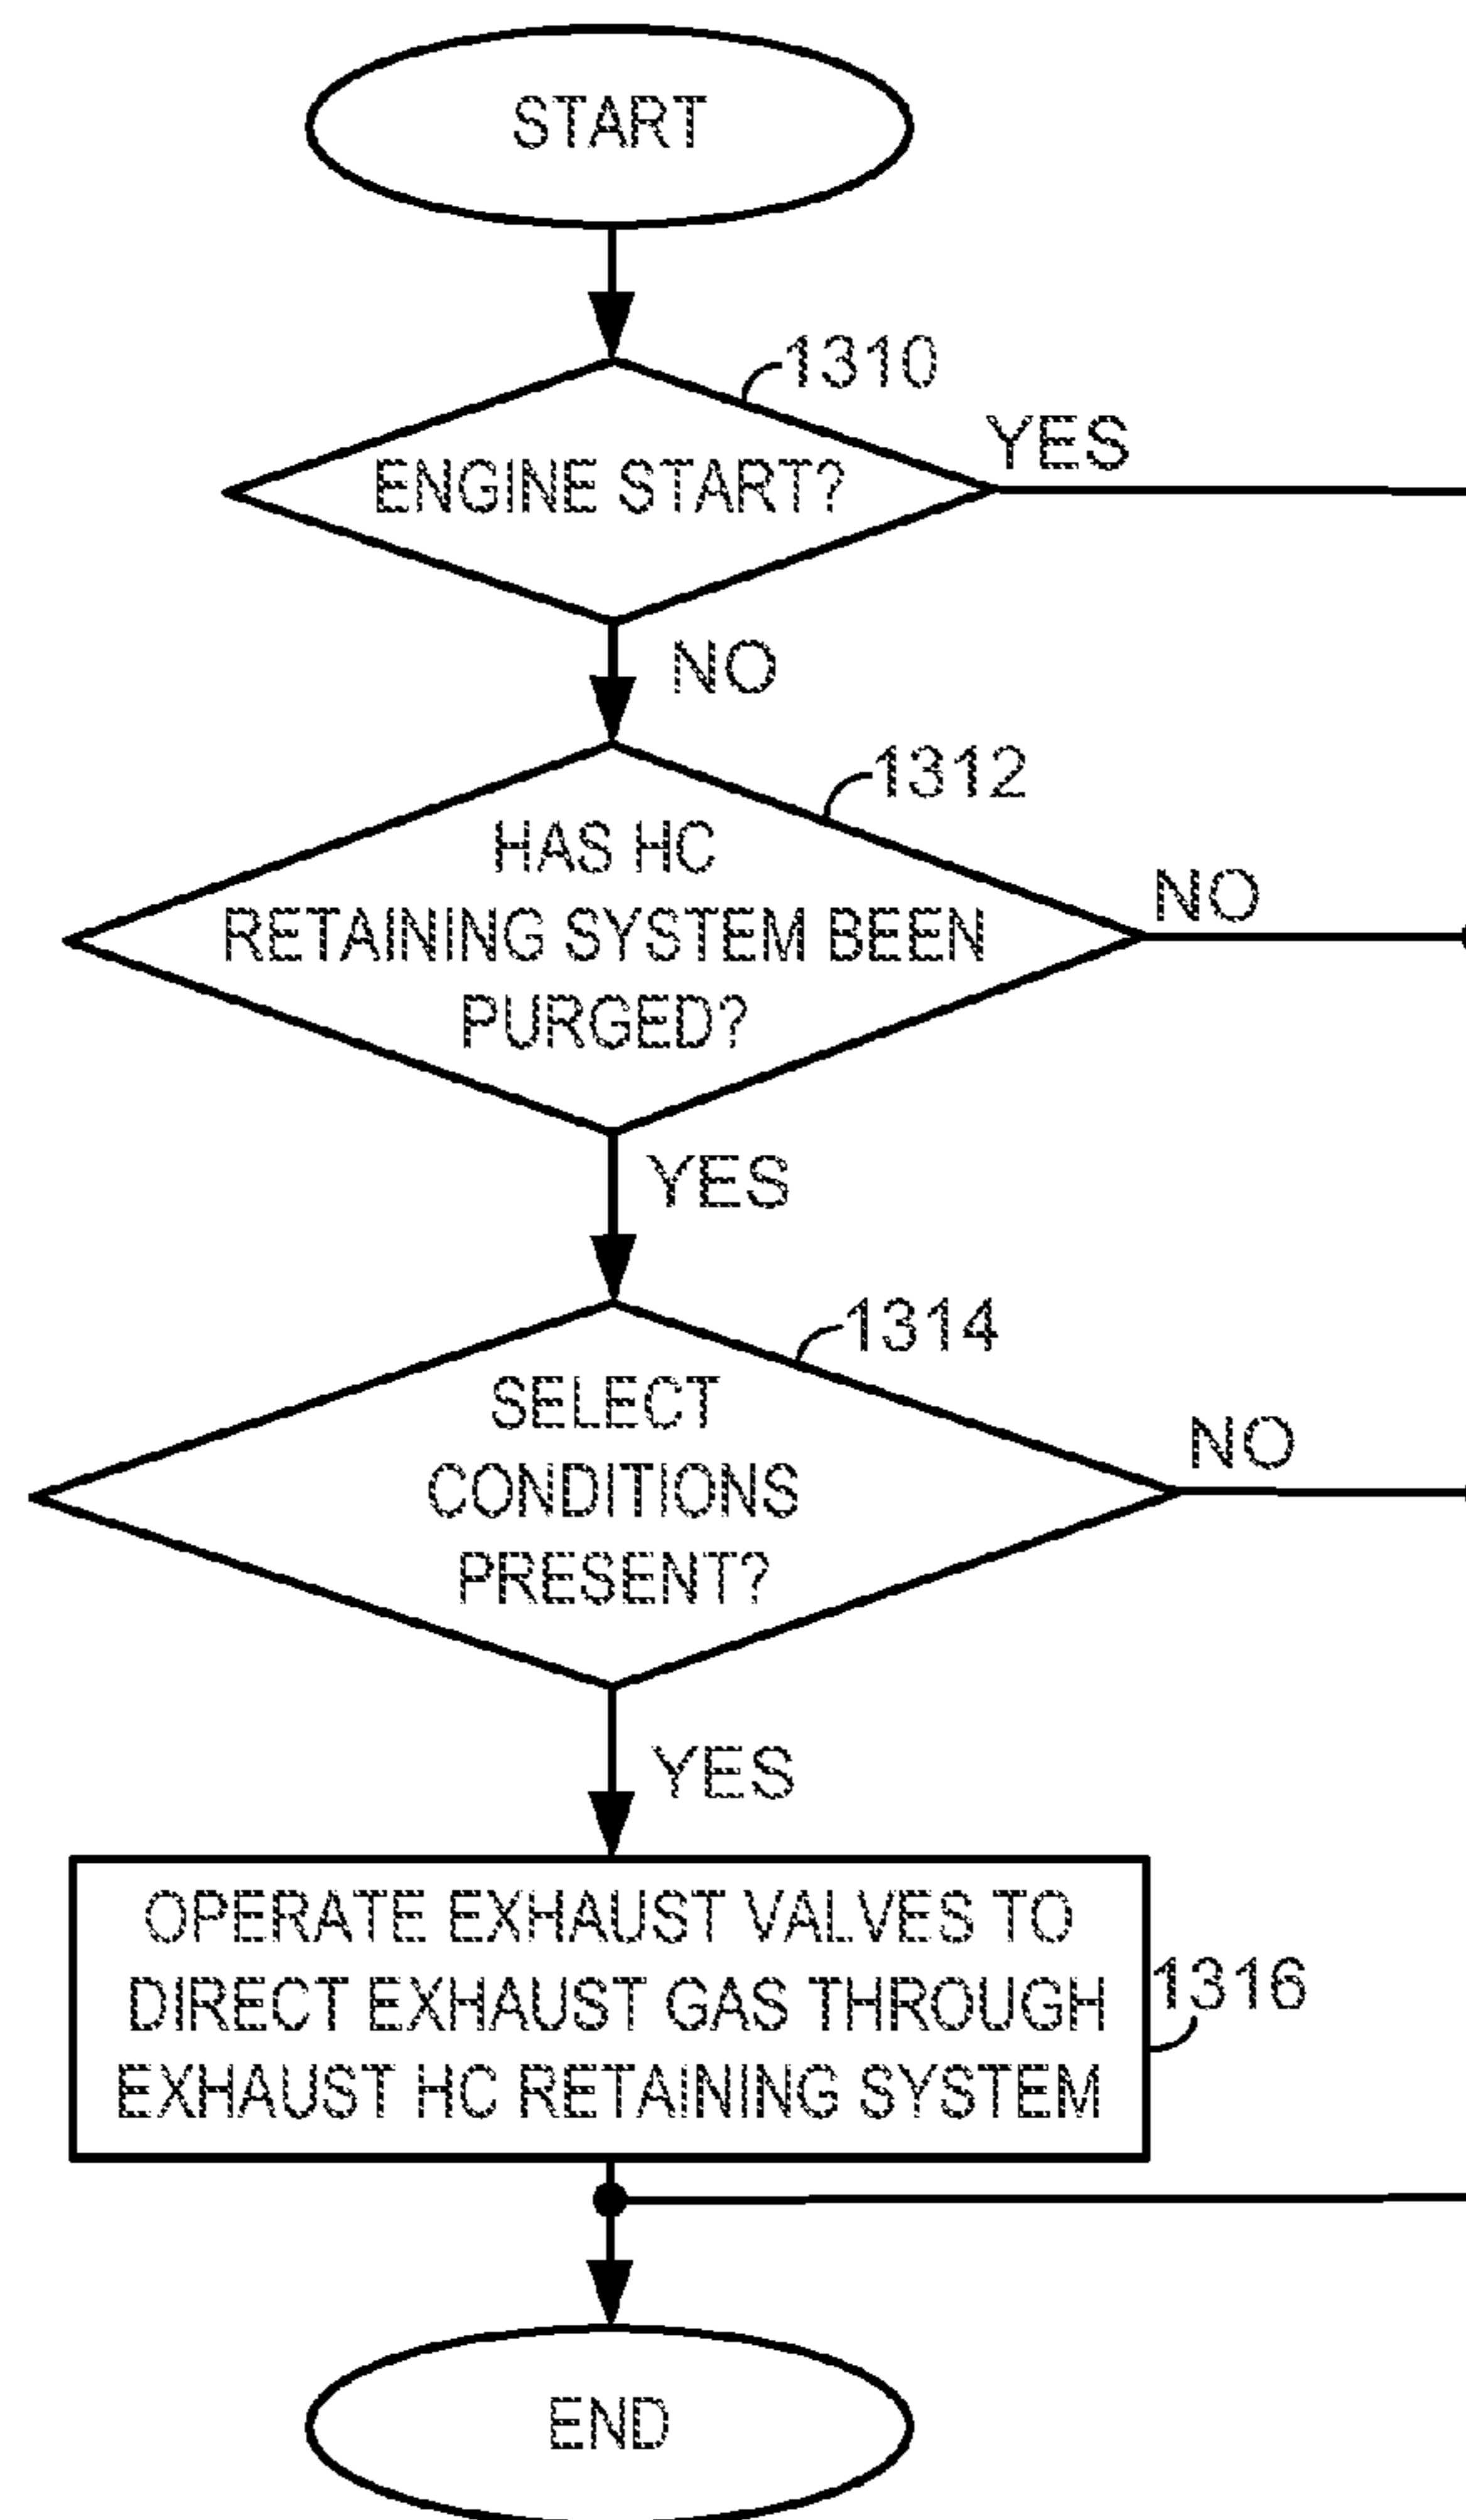 START
1310
YES
ENGINE START?
NO
1312
HAS HC
NO
RETAINING SYSTEM BEEN
PURGED?
YES
1314
SELECT
NO
CONDITIONS
PRESENT?
YES
OPERATE EXHAUST VALVES TO
DIRECT EXHAUST GAS THROUGH
1316
EXHAUST HC RETAINING SYSTEM
END